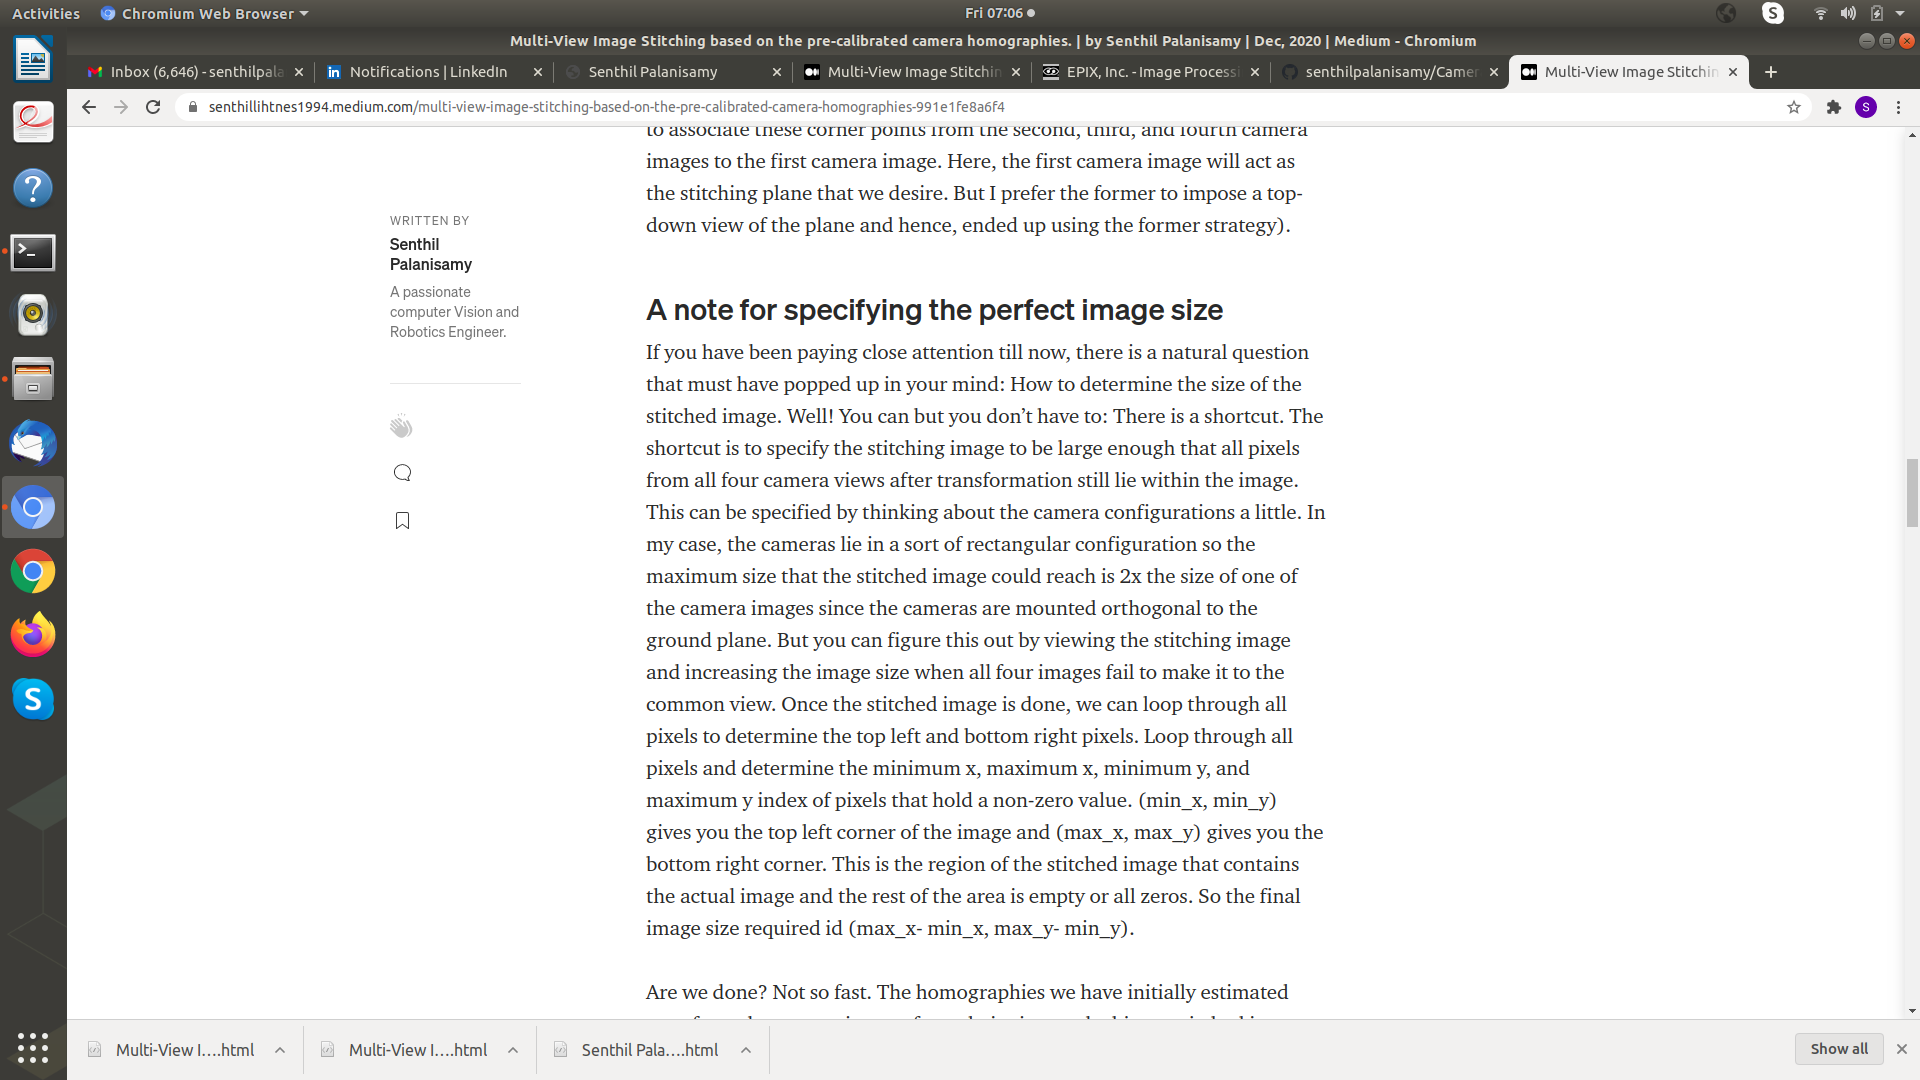 Activities
Chromium Web Browser
Fri 07:06
Multi-View Image Stitching based on the pre-calibrated camera homographies. | by Senthil Palanisamy | Dec, 2020 | Medium - Chromium
Inbox (6,646) - senthilpala
Notifications | LinkedIn
Senthil Palanisamy
Multi-View Image Stitchin
EPIX, Inc. - Image Processi
senthilpalanisamy/Camer
Multi-View Image Stitchin
senthillihtnes1994.medium.com/multi-view-image-stitching-based-on-the-pre-calibrated-camera-homographies-991e1fe8a6f4
S
WRITTEN BY
Senthil
Palanisamy
A passionate
computer Vision and
Robotics Engineer.
to associate these corner points from the second, third, and fourth camera
images to the first camera image. Here, the first camera image will act as
the stitching plane that we desire. But I prefer the former to impose a top-
down view of the plane and hence, ended up using the former strategy).
A note for specifying the perfect image size
If you have been paying close attention till now, there is a natural question
that must have popped up in your mind: How to determine the size of the
stitched image. Well! You can but you don’t have to: There is a shortcut. The
shortcut is to specify the stitching image to be large enough that all pixels
from all four camera views after transformation still lie within the image.
This can be specified by thinking about the camera configurations a little. In
my case, the cameras lie in a sort of rectangular configuration so the
maximum size that the stitched image could reach is 2x the size of one of
the camera images since the cameras are mounted orthogonal to the
ground plane. But you can figure this out by viewing the stitching image
and increasing the image size when all four images fail to make it to the
common view. Once the stitched image is done, we can loop through all
pixels to determine the top left and bottom right pixels. Loop through all
pixels and determine the minimum x, maximum x, minimum y, and
maximum y index of pixels that hold a non-zero value. (min_x, min_y)
gives you the top left corner of the image and (max_x, max_y) gives you the
bottom right corner. This is the region of the stitched image that contains
the actual image and the rest of the area is empty or all zeros. So the final
image size required id (max_x- min_x, max_y- min_y).
Are we done? Not so fast. The homographies we have initially estimated
Multi-View I....html
Multi-View I....html
Senthil Pala....html
Show all